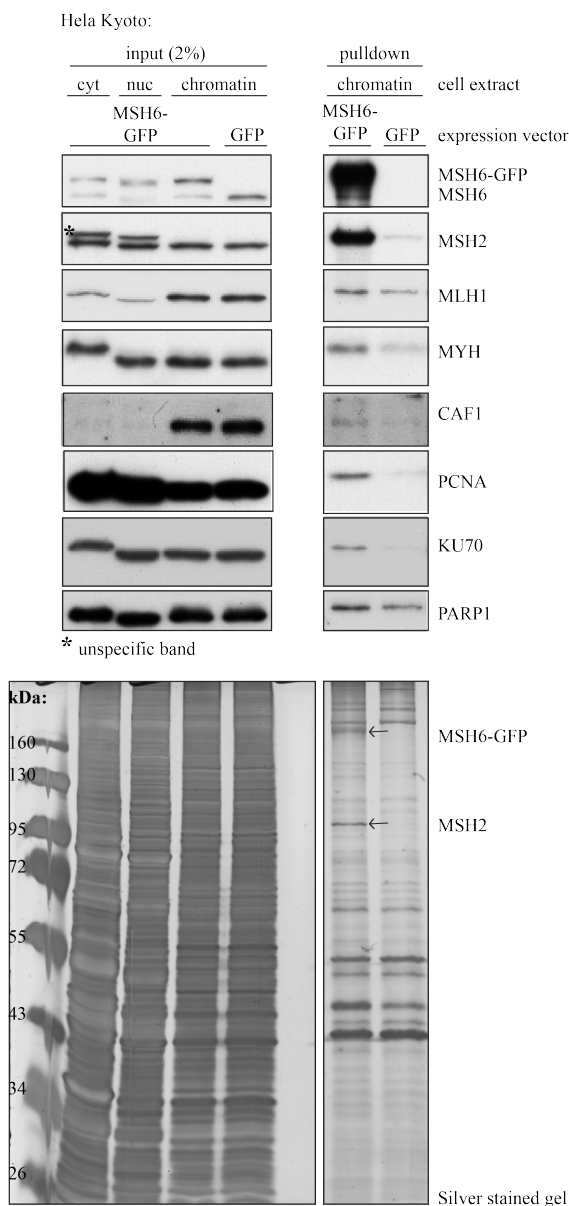 Hela Kyoto:
input (2%)
pulldown
cyt nuc chromatin
chromatin
cell extract
MSH6-
GFP
GFP
MSH6-
GFP
GFP
expression vector
MSH6-GFP
MSH6
*
MSH2
MLH1
MYH
CAF1
PCNA
KU70
PARP1
* unspecific band
kDa:
160
130
95
72
55
43
34
26
MSH6-GFP
MSH2
Silver stained gel